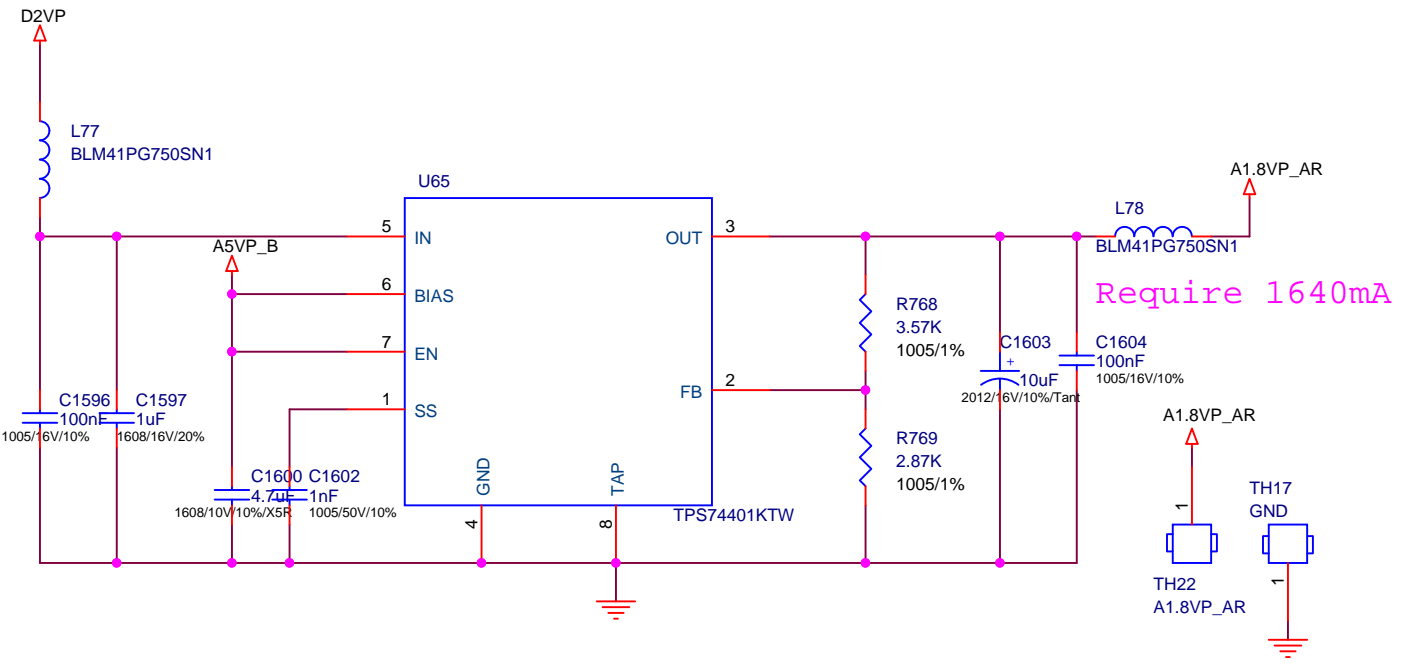 D2VP
L77
BLM41PG750SN1
U65
A1.8VP_AR
L78
BLM41PG750SN1
5
IN
OUT
3
A5VP_B
6
BIAS
Require 1640mA
7
EN
R768
3.57K
1005/1%
C1603
+
10uF
2012/16V/10%/Tant
C1604
100nF
1005/16V/10%
1
SS
FB
2
C1596
100nF
1005/16V/10%
C1597
1uF
1608/16V/20%
R769
2.87K
1005/1%
A1.8VP_AR
C1600
4.7uF
1608/10V/10%/X5R
C1602
1nF
1005/50V/10%
GND
4
TAP
8
TPS74401KTW
1
TH22
A1.8VP_AR
TH17
GND
1